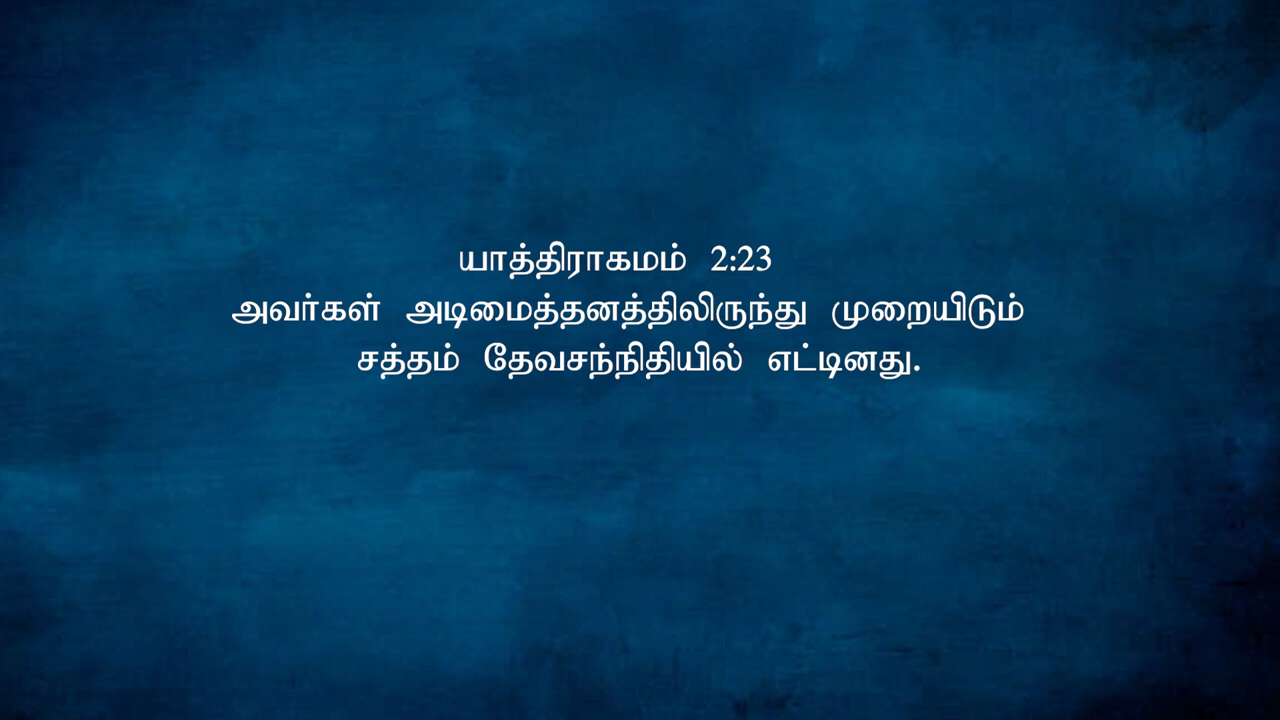 யாத்திராகமம் 2:23
அவர்கள் அடிமைத்தனத்திலிருந்து முறையிடும்
சத்தம் தேவசந்நிதியில் எட்டினது.